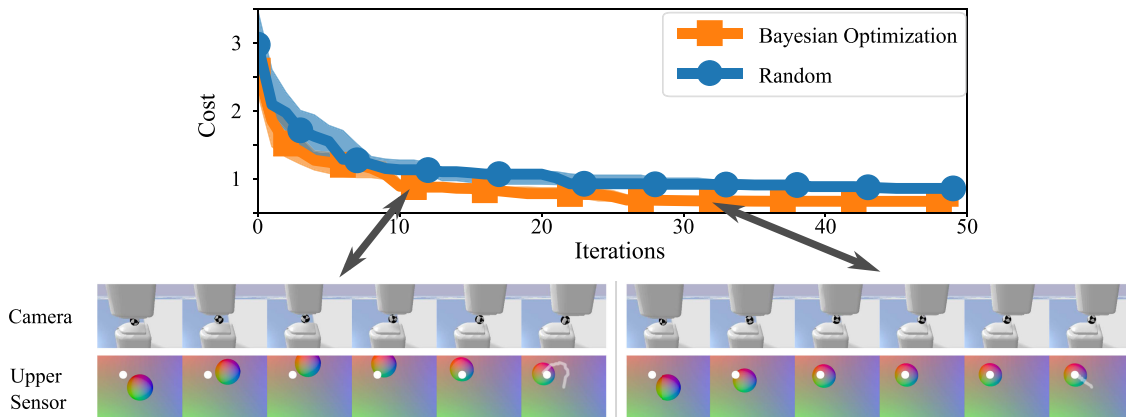 3
2
1
Cost
Bayesian Optimization
Random
0 10 20 30 40 50
Iterations
Camera
Upper
Sensor